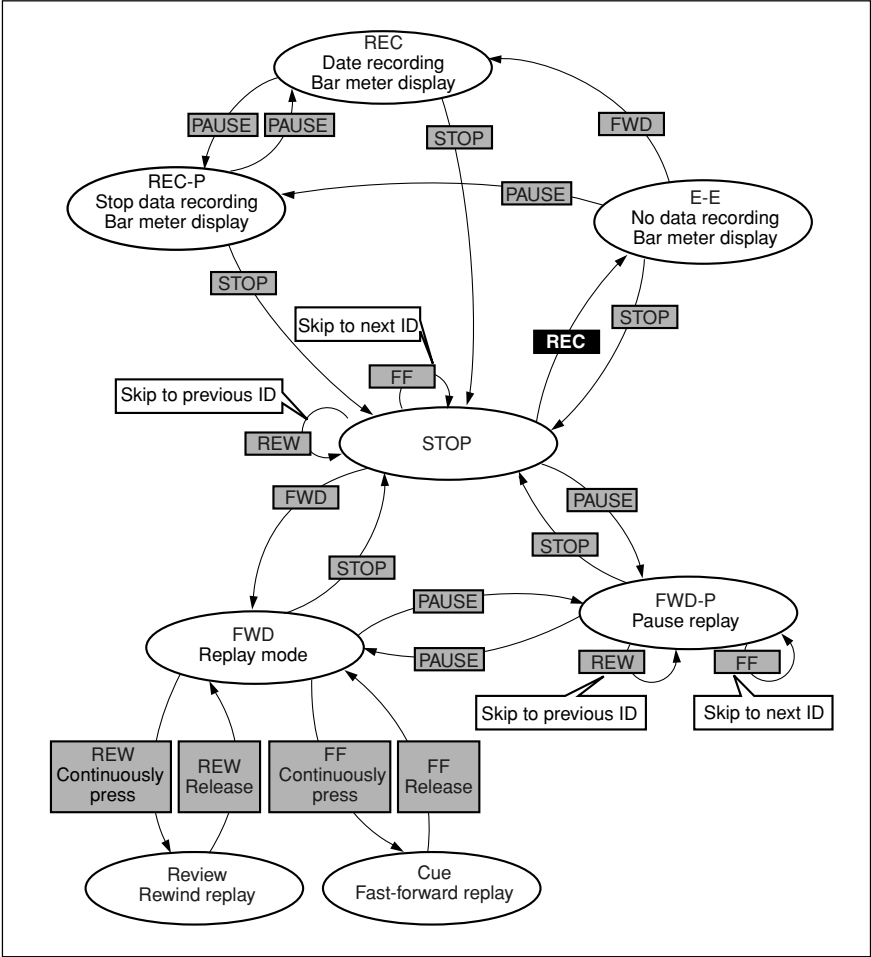 REC
Date recording
Bar meter display
PAUSE
PAUSE
STOP
FWD
REC-P
Stop data recording
Bar meter display
PAUSE
E-E
No data recording
Bar meter display
STOP
Skip to next ID
REC
STOP
FF
Skip to previous ID
REW
STOP
FWD
PAUSE
STOP
STOP
PAUSE
FWD-P
Pause replay
FWD
Replay mode
PAUSE
REW
FF
Skip to previous ID
Skip to next ID
REW
Continuously
press
REW
Release
FF
Continuously
press
FF
Release
Review
Rewind replay
Cue
Fast-forward replay